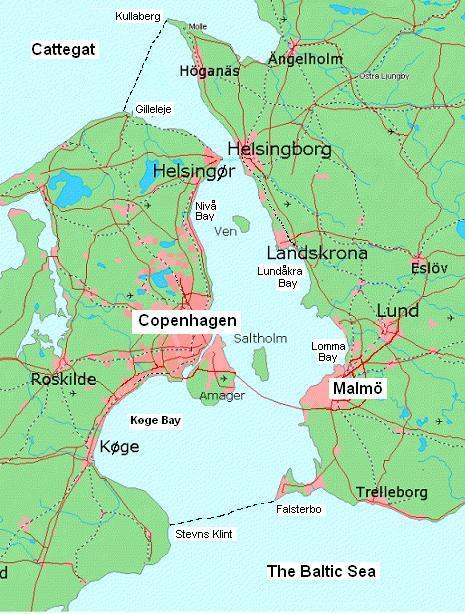 Kullaberg
Molle
Cattegat
Ängelholm
Höganäs
Östra Ljungby
Gilleleje
Helsingborg
Helsingør
Nivå
Bay
Ven
Landskrona
Lundåkra
Bay
Eslöv
Lund
Copenhagen
Saltholm
Lomma
Bay
Roskilde
Malmö
Amager
Køge Bay
Køge
Trelleborg
Falsterbo
Stevns Klint
d
The Baltic Sea